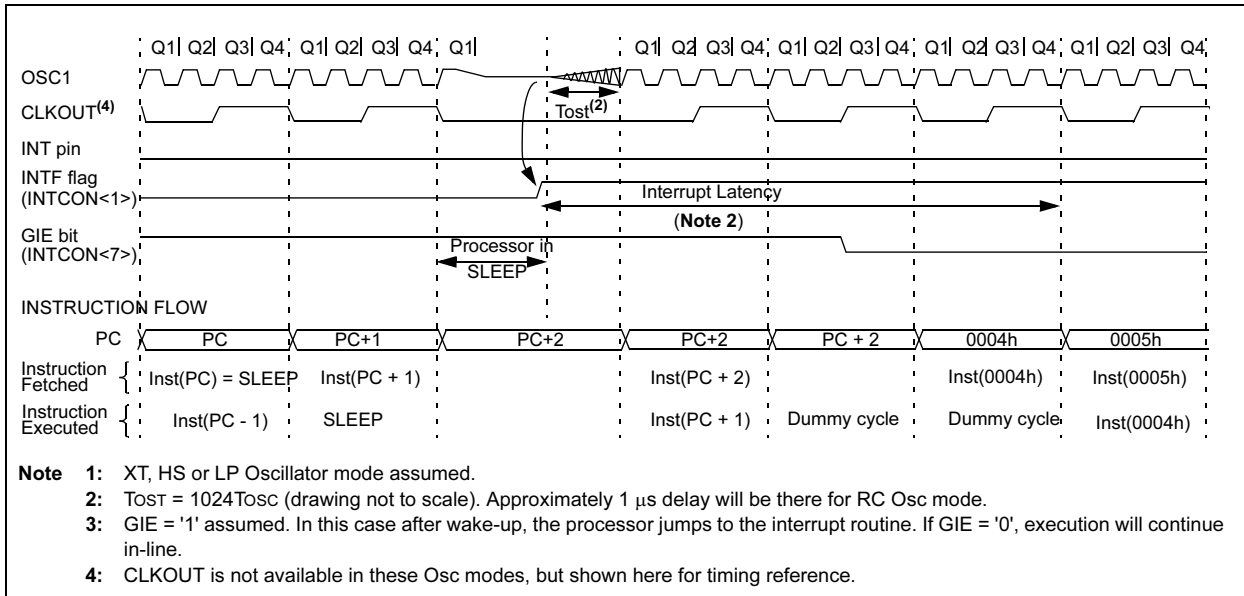 Q1 Q2 Q3 Q4 Q1 Q2 Q3 Q4 Q1 Q1 Q2 Q3 Q4 Q1 Q2 Q3 Q4 Q1 Q2 Q3 Q4 Q1 Q2 Q3 Q4
OSC1
CLKOUT(4)
TOST(2)
INT pin
INTF flag
(INTCON<1>)
Interrupt Latency
(Note 2)
GIE bit
(INTCON<7>)
Processor in
SLEEP
INSTRUCTION FLOW
PC PC PC+1 PC+2 PC+2 PC + 2 0004h 0005h
Instruction
Fetched
Inst(PC) = SLEEP Inst(PC + 1) Inst(PC + 2) Inst(0004h) Inst(0005h)
Instruction
Executed
Inst(PC - 1) SLEEP Inst(PC + 1) Dummy cycle Dummy cycle Inst(0004h)
Note 1: XT, HS or LP Oscillator mode assumed.
2: TOST = 1024TOSC (drawing not to scale). Approximately 1 μs delay will be there for RC Osc mode.
3: GIE = '1' assumed. In this case after wake-up, the processor jumps to the interrupt routine. If GIE = '0', execution will continue
in-line.
4: CLKOUT is not available in these Osc modes, but shown here for timing reference.